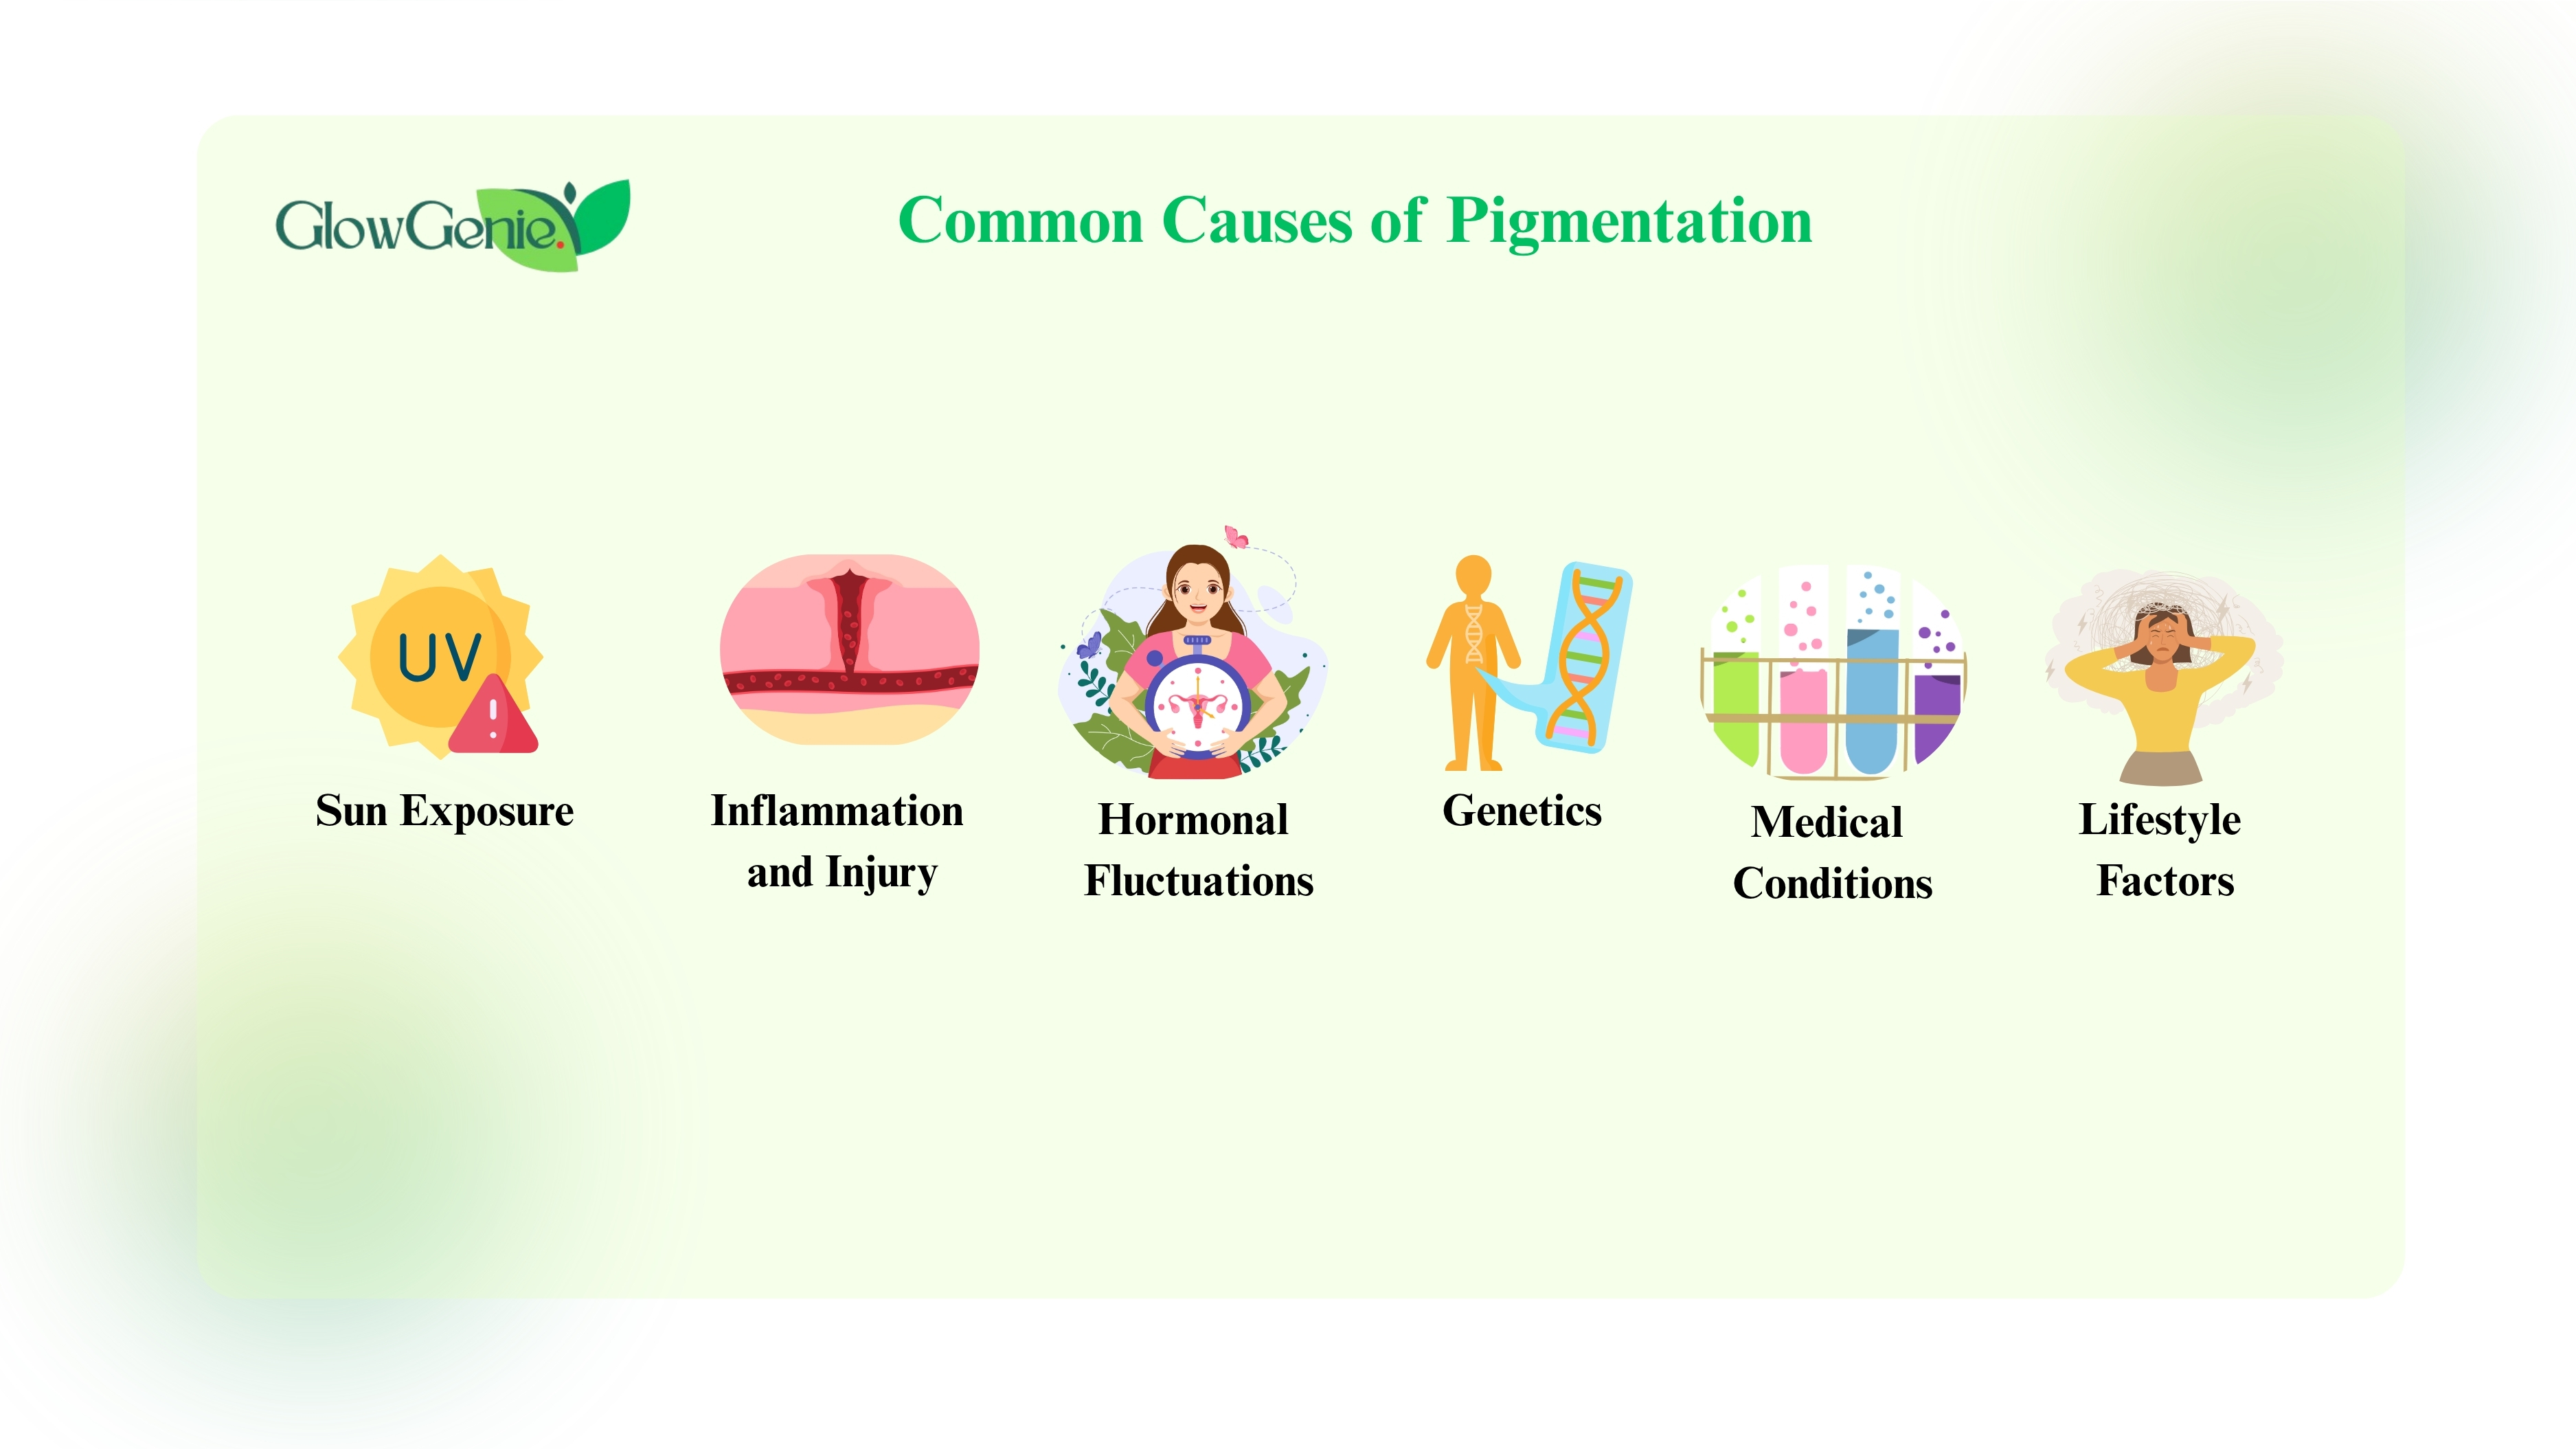 GlowGenie.
Common Causes of Pigmentation
UV
Sun Exposure
Inflammation
and Injury
Hormonal
Fluctuations
Genetics
Medical
Conditions
Lifestyle
Factors